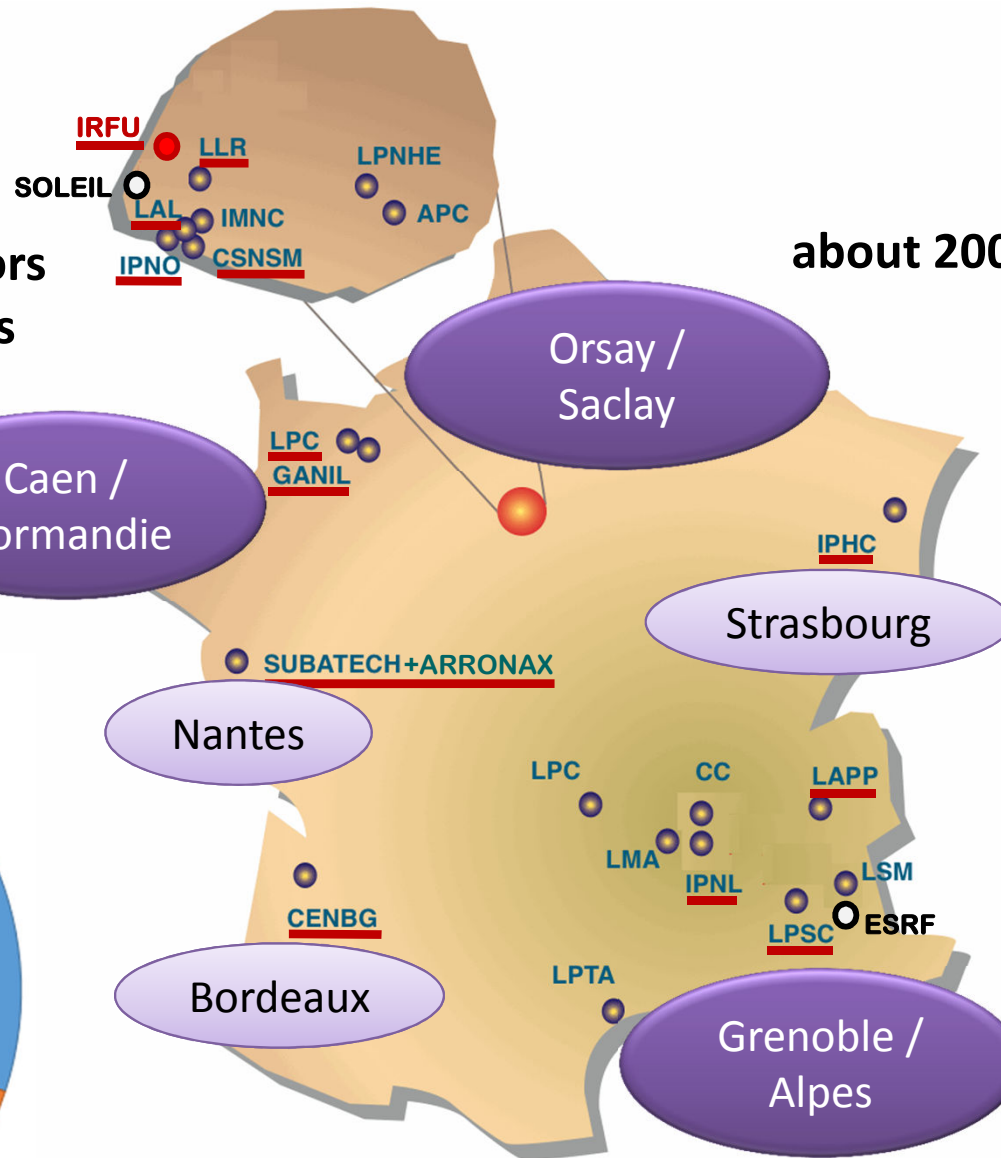 IRFU
LLR
LPNHE
SOLEIL
LAL
IMNC
APC
IPNO
CSNSM
ors
s
about 200
Orsay /
Saclay
LPC
GANIL
Caen /
ormandie
IPHC
Strasbourg
SUBATECH+ARRONAX
Nantes
LPC
CC
LAPP
LMA
IPNL
LSM
ESRF
LPSC
CENBG
Bordeaux
LPTA
Grenoble /
Alpes